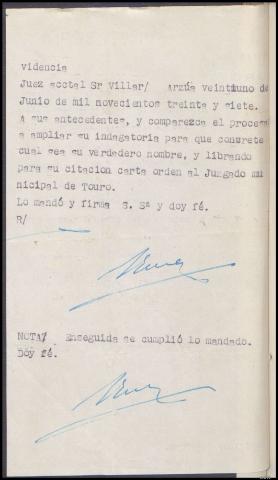 videncia
Juez acctal Sr Villar/ Arzúa veintiuno de
Junio de mil novecientos treinta y siete.
A sus antecedentes, y comparezca el procesa
a ampliar su indagatoria para que concrete
cual sea su verdadero nombre, y librando
para su citacion carta orden al Juzgado mu
nicipal de Touro.
Lo mandó y firma S. Sª y doy fé.
R/
NOTA/ Enseguida se cumplió lo mandado.
Doy fé.